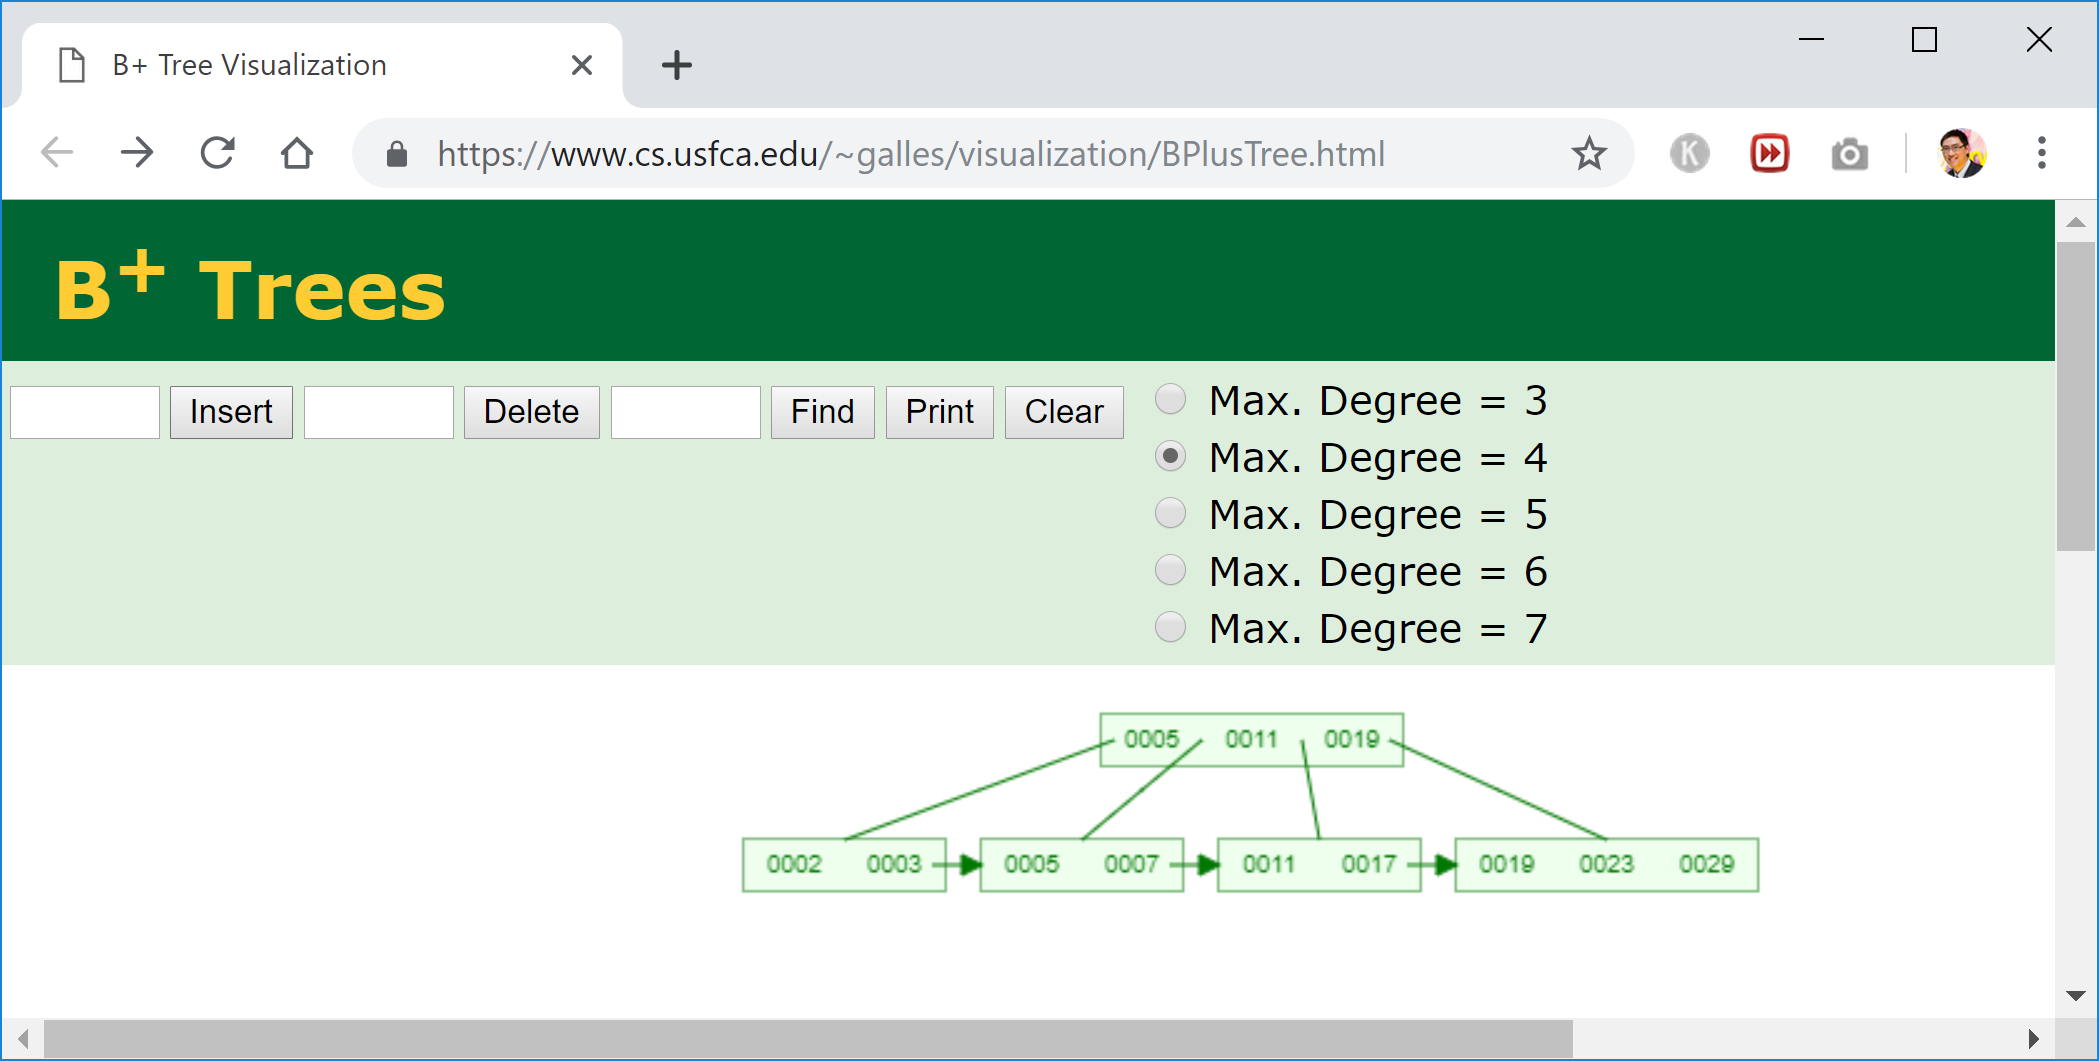 B+ Tree Visualization
https://www.cs.usfca.edu/~galles/visualization/BPlusTree.html
K
B+ Trees
Insert Delete Find Print Clear
Max. Degree = 3
Max. Degree = 4
Max. Degree = 5
Max. Degree = 6
Max. Degree = 7
0005 0011 0019
0002 0003 0005 0007 0011 0017 0019 0023 0029